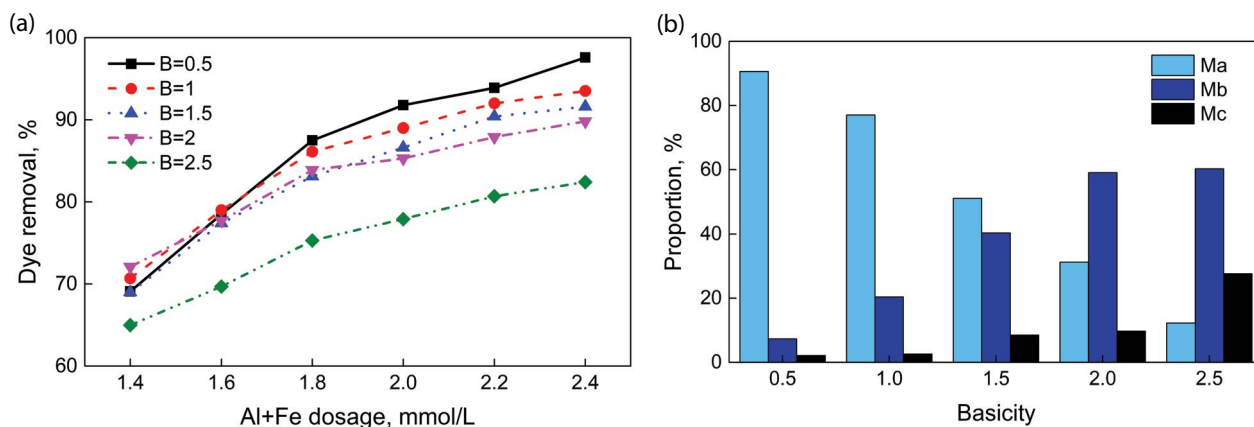 (a)
Dye removal, %
100
90
80
70
60
B=0.5
B=1
B=1.5
B=2
B=2.5
1.4 1.6 1.8 2.0 2.2 2.4
Al+Fe dosage, mmol/L
(b)
Proportion, %
100
80
60
40
20
0
Ma
Mb
Mc
0.5 1.0 1.5 2.0 2.5
Basicity